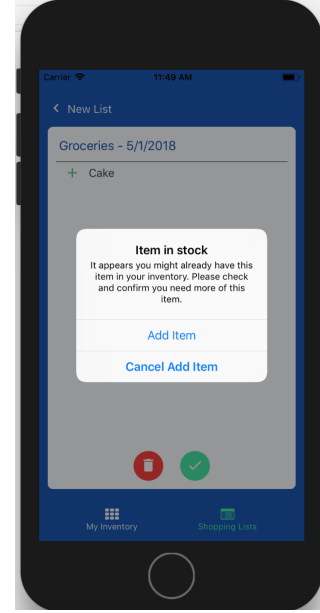 Carrier 11:49 AM
New List
Groceries - 5/1/2018
+ Cake
Item in stock
It appears you might already have this
item in your inventory. Please check
and confirm you need more of this
item.
Add Item
Cancel Add Item
My Inventory Shopping Lists